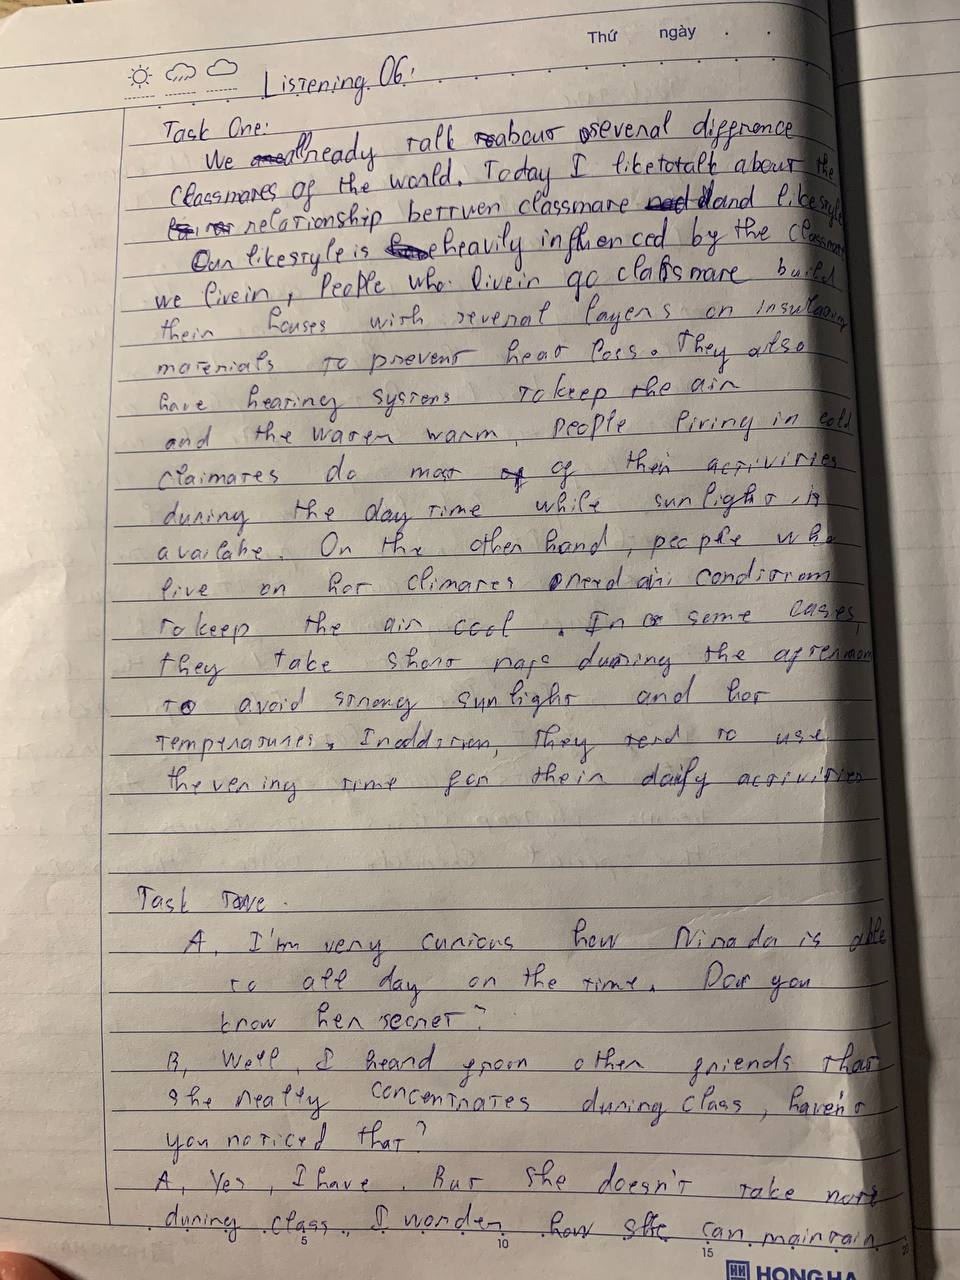 Thứ ngày
Listening 06:
Task One:
We already talk about several diffrence
classmates of the world. Today I like to talk about the
relationship bettruen classmate and likestyle
Our likestyle is heavily influenced by the classmate
we live in, People who live in go classmare build
their houses with several layers on insulating
materials to prevent heat loss. They also
have hearing systems to keep the air
and the water warm. People living in cold
claimates do most of their activities
during the day time while sunlight is
availabe. On the other hand, people who
live on hot climates need air condition
to keep the air cool. In some cases,
they take short naps during the afternoon
to avoid strong sunlight and hot
temperatures. In addition, they tend to use
thevening time for their daily activities
Task Towe.
A, I'm very curious how Ninada is able
to all day on the time. Dor you
know her secret?
B, Well, I heard from other friends that
she really concentrates during class, haven't
you noticed that?
A, Yes, I have. But she doesn't take note
during class. I wonder how she can maintain
5 10 15 20
HONG HA